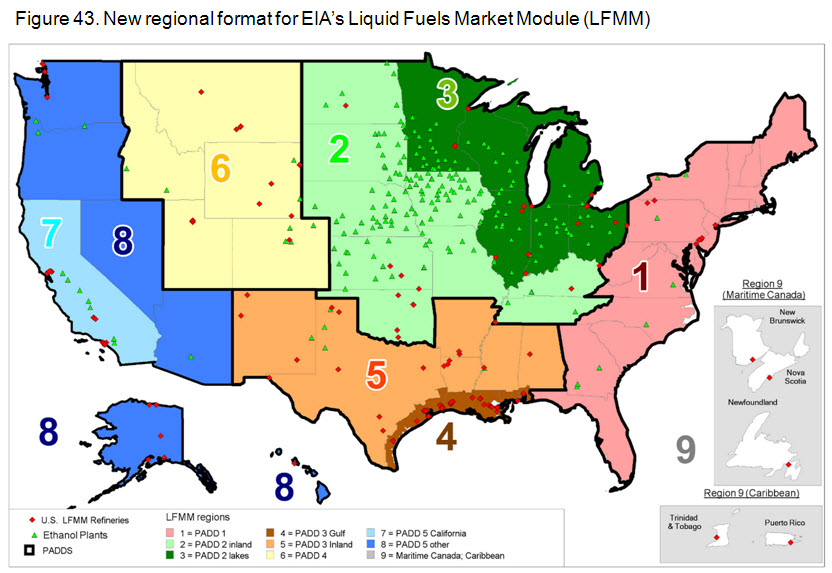 Figure 43. New regional format for EIA's Liquid Fuels Market Module (LFMM)
3
2
6
7
8
1
Region 9
(Maritime Canada)
New
Brunswick
Nova
Scotia
Newfoundland
5
4
9
8
8
Region 9 (Caribbean)
Trinidad
& Tobago
Puerto Rico
U.S. LFMM Refineries
Ethanol Plants
PADDS
LFMM regions
1 = PADD 1
2 = PADD 2 inland
3 = PADD 2 lakes
4 = PADD 3 Gulf
5 = PADD 3 Inland
6 = PADD 4
7 = PADD 5 California
8 = PADD 5 other
9 = Maritime Canada; Caribbean